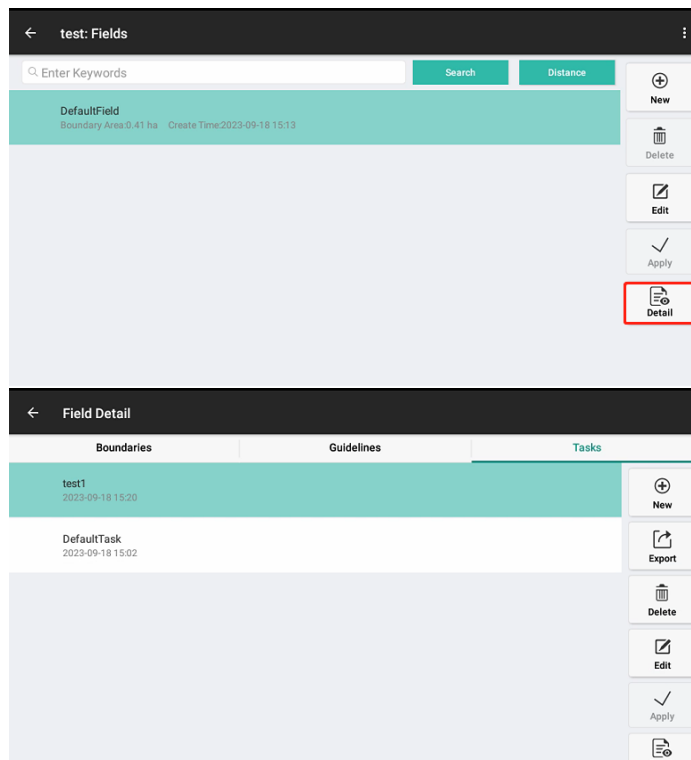 test: Fields
Enter Keywords
Search
Distance
New
DefaultField
Boundary Area:0.41 ha Create Time:2023-09-18 15:13
Delete
Edit
Apply
Detail
Field Detail
Boundaries
Guidelines
Tasks
test1
2023-09-18 15:20
New
DefaultTask
2023-09-18 15:02
Export
Delete
Edit
Apply